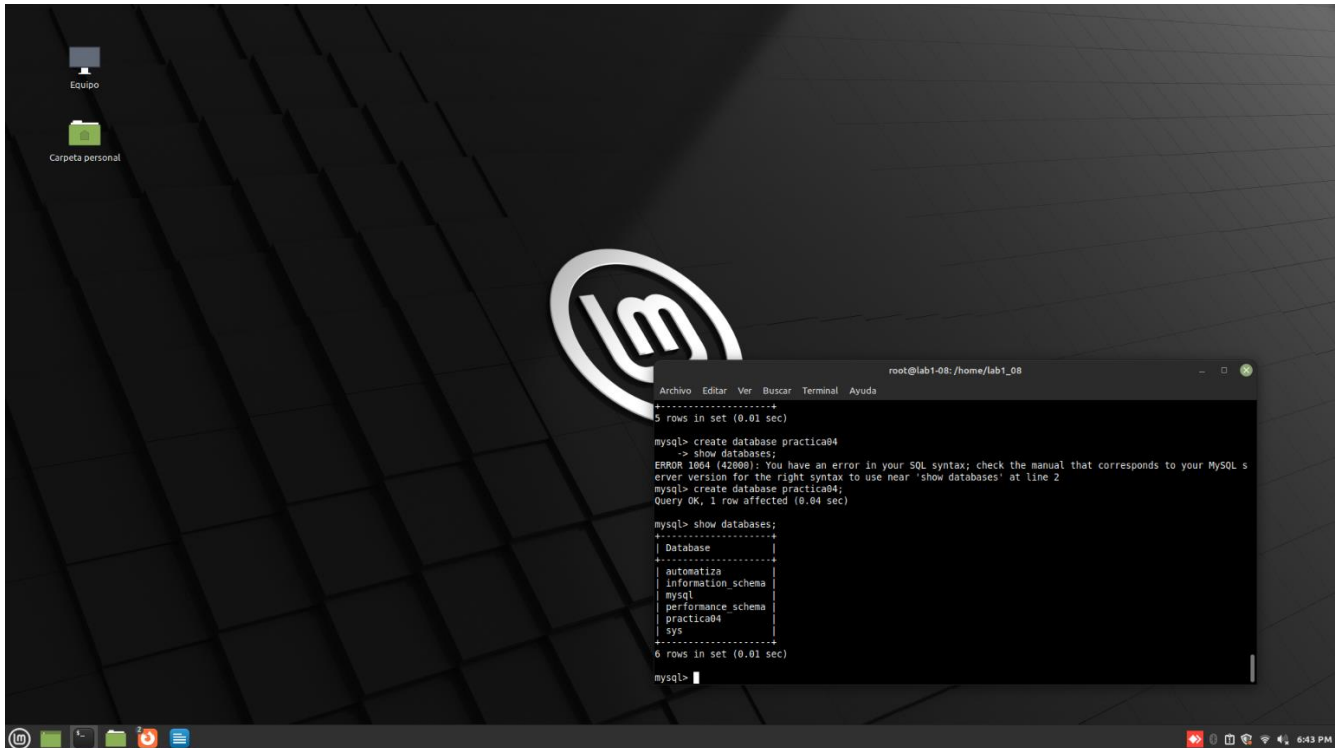 Equipo
Carpeta personal
lm
root@lab1-08: /home/lab1_08
Archivo Editar Ver Buscar Terminal Ayuda
+--------------------+
5 rows in set (0.01 sec)
mysql> create database practica04
    -> show databases;
ERROR 1064 (42000): You have an error in your SQL syntax; check the manual that corresponds to your MySQL s
erver version for the right syntax to use near 'show databases' at line 2
mysql> create database practica04;
Query OK, 1 row affected (0.04 sec)
mysql> show databases;
+--------------------+
| Database           |
+--------------------+
| automatiza         |
| information_schema |
| mysql              |
| performance_schema |
| practica04         |
| sys                |
+--------------------+
6 rows in set (0.01 sec)
mysql>
2
6:43 PM